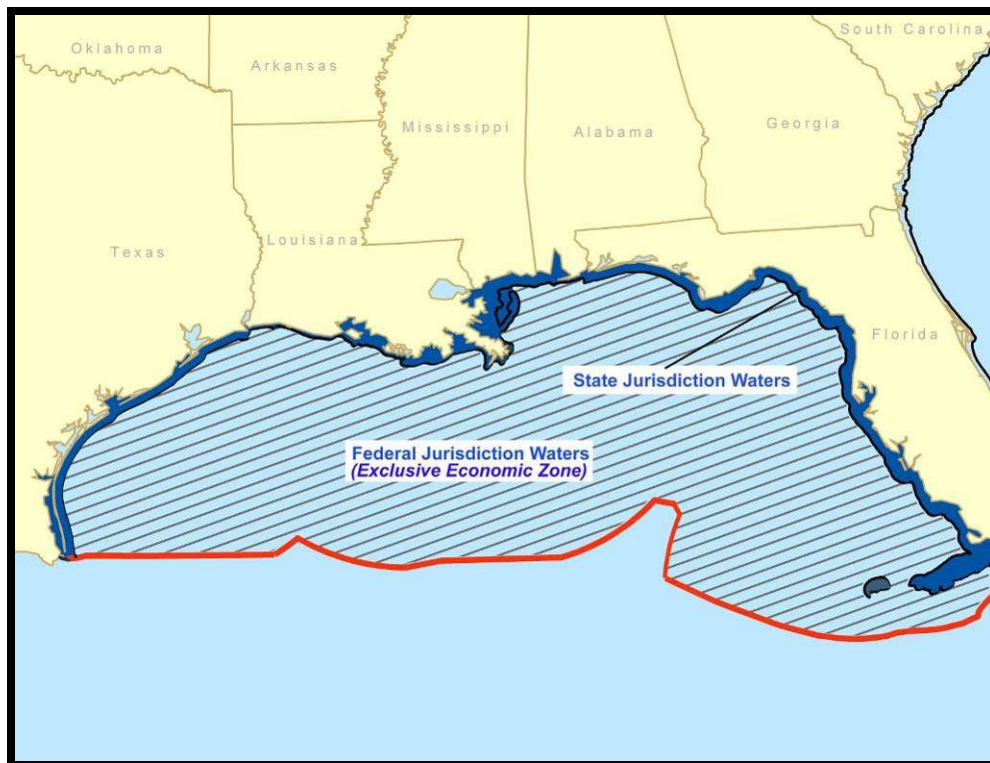 South Carolina
Oklahoma
Arkansas
Mississippi
Alabama
Georgia
Louisiana
Texas
Florida
State Jurisdiction Waters
Federal Jurisdiction Waters
(Exclusive Economic Zone)